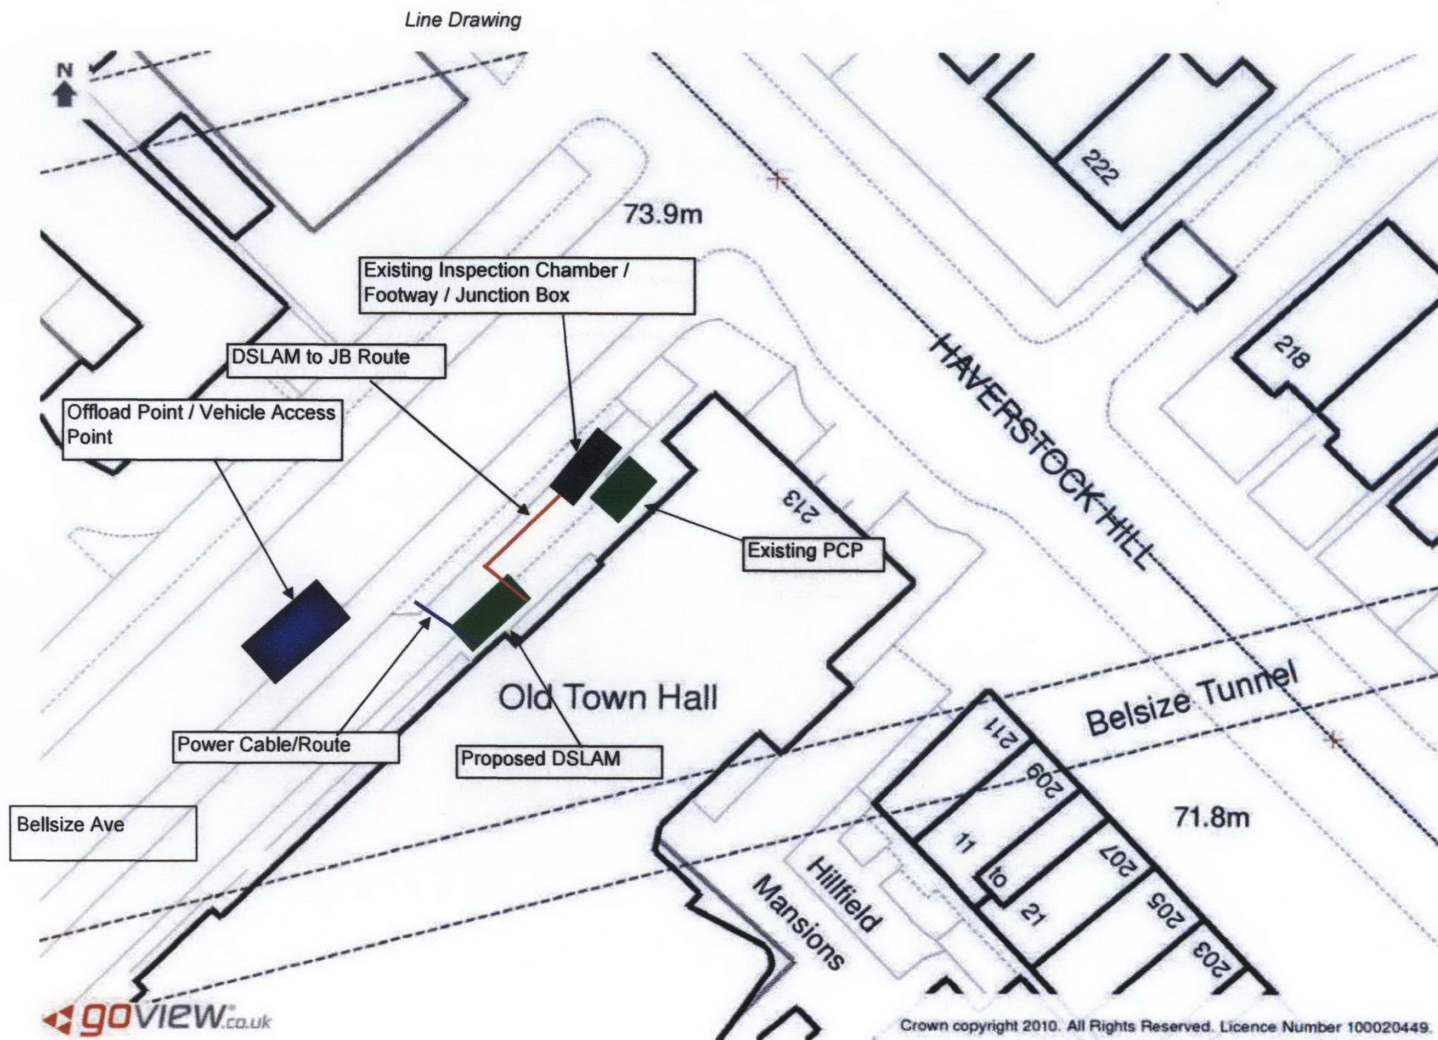 Line Drawing
N
222
73.9m
Existing Inspection Chamber /
Footway / Junction Box
HAVERSTOCK HILL
218
DSLAM to JB Route
Offload Point / Vehicle Access
Point
213
Existing PCP
Old Town Hall
Belsize Tunnel
Power Cable/Route
Proposed DSLAM
211
209
71.8m
Bellsize Ave
11
to
21
207
205
203
Hillfield
Mansions
goview.co.uk
Crown copyright 2010. All Rights Reserved. Licence Number 100020449.